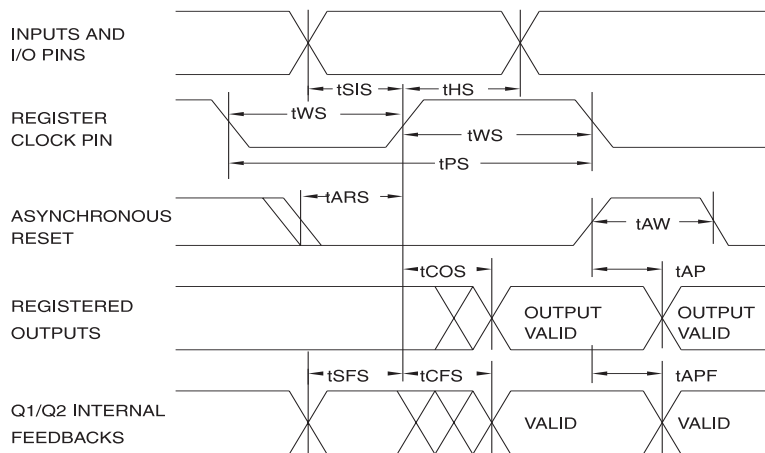 INPUTS AND
I/O PINS
tSIS
tHS
REGISTER
CLOCK PIN
tWS
tWS
tPS
ASYNCHRONOUS
RESET
tARS
tAW
tCOS
tAP
REGISTERED
OUTPUTS
OUTPUT
VALID
OUTPUT
VALID
tSFS
tCFS
tAPF
Q1/Q2 INTERNAL
FEEDBACKS
VALID
VALID